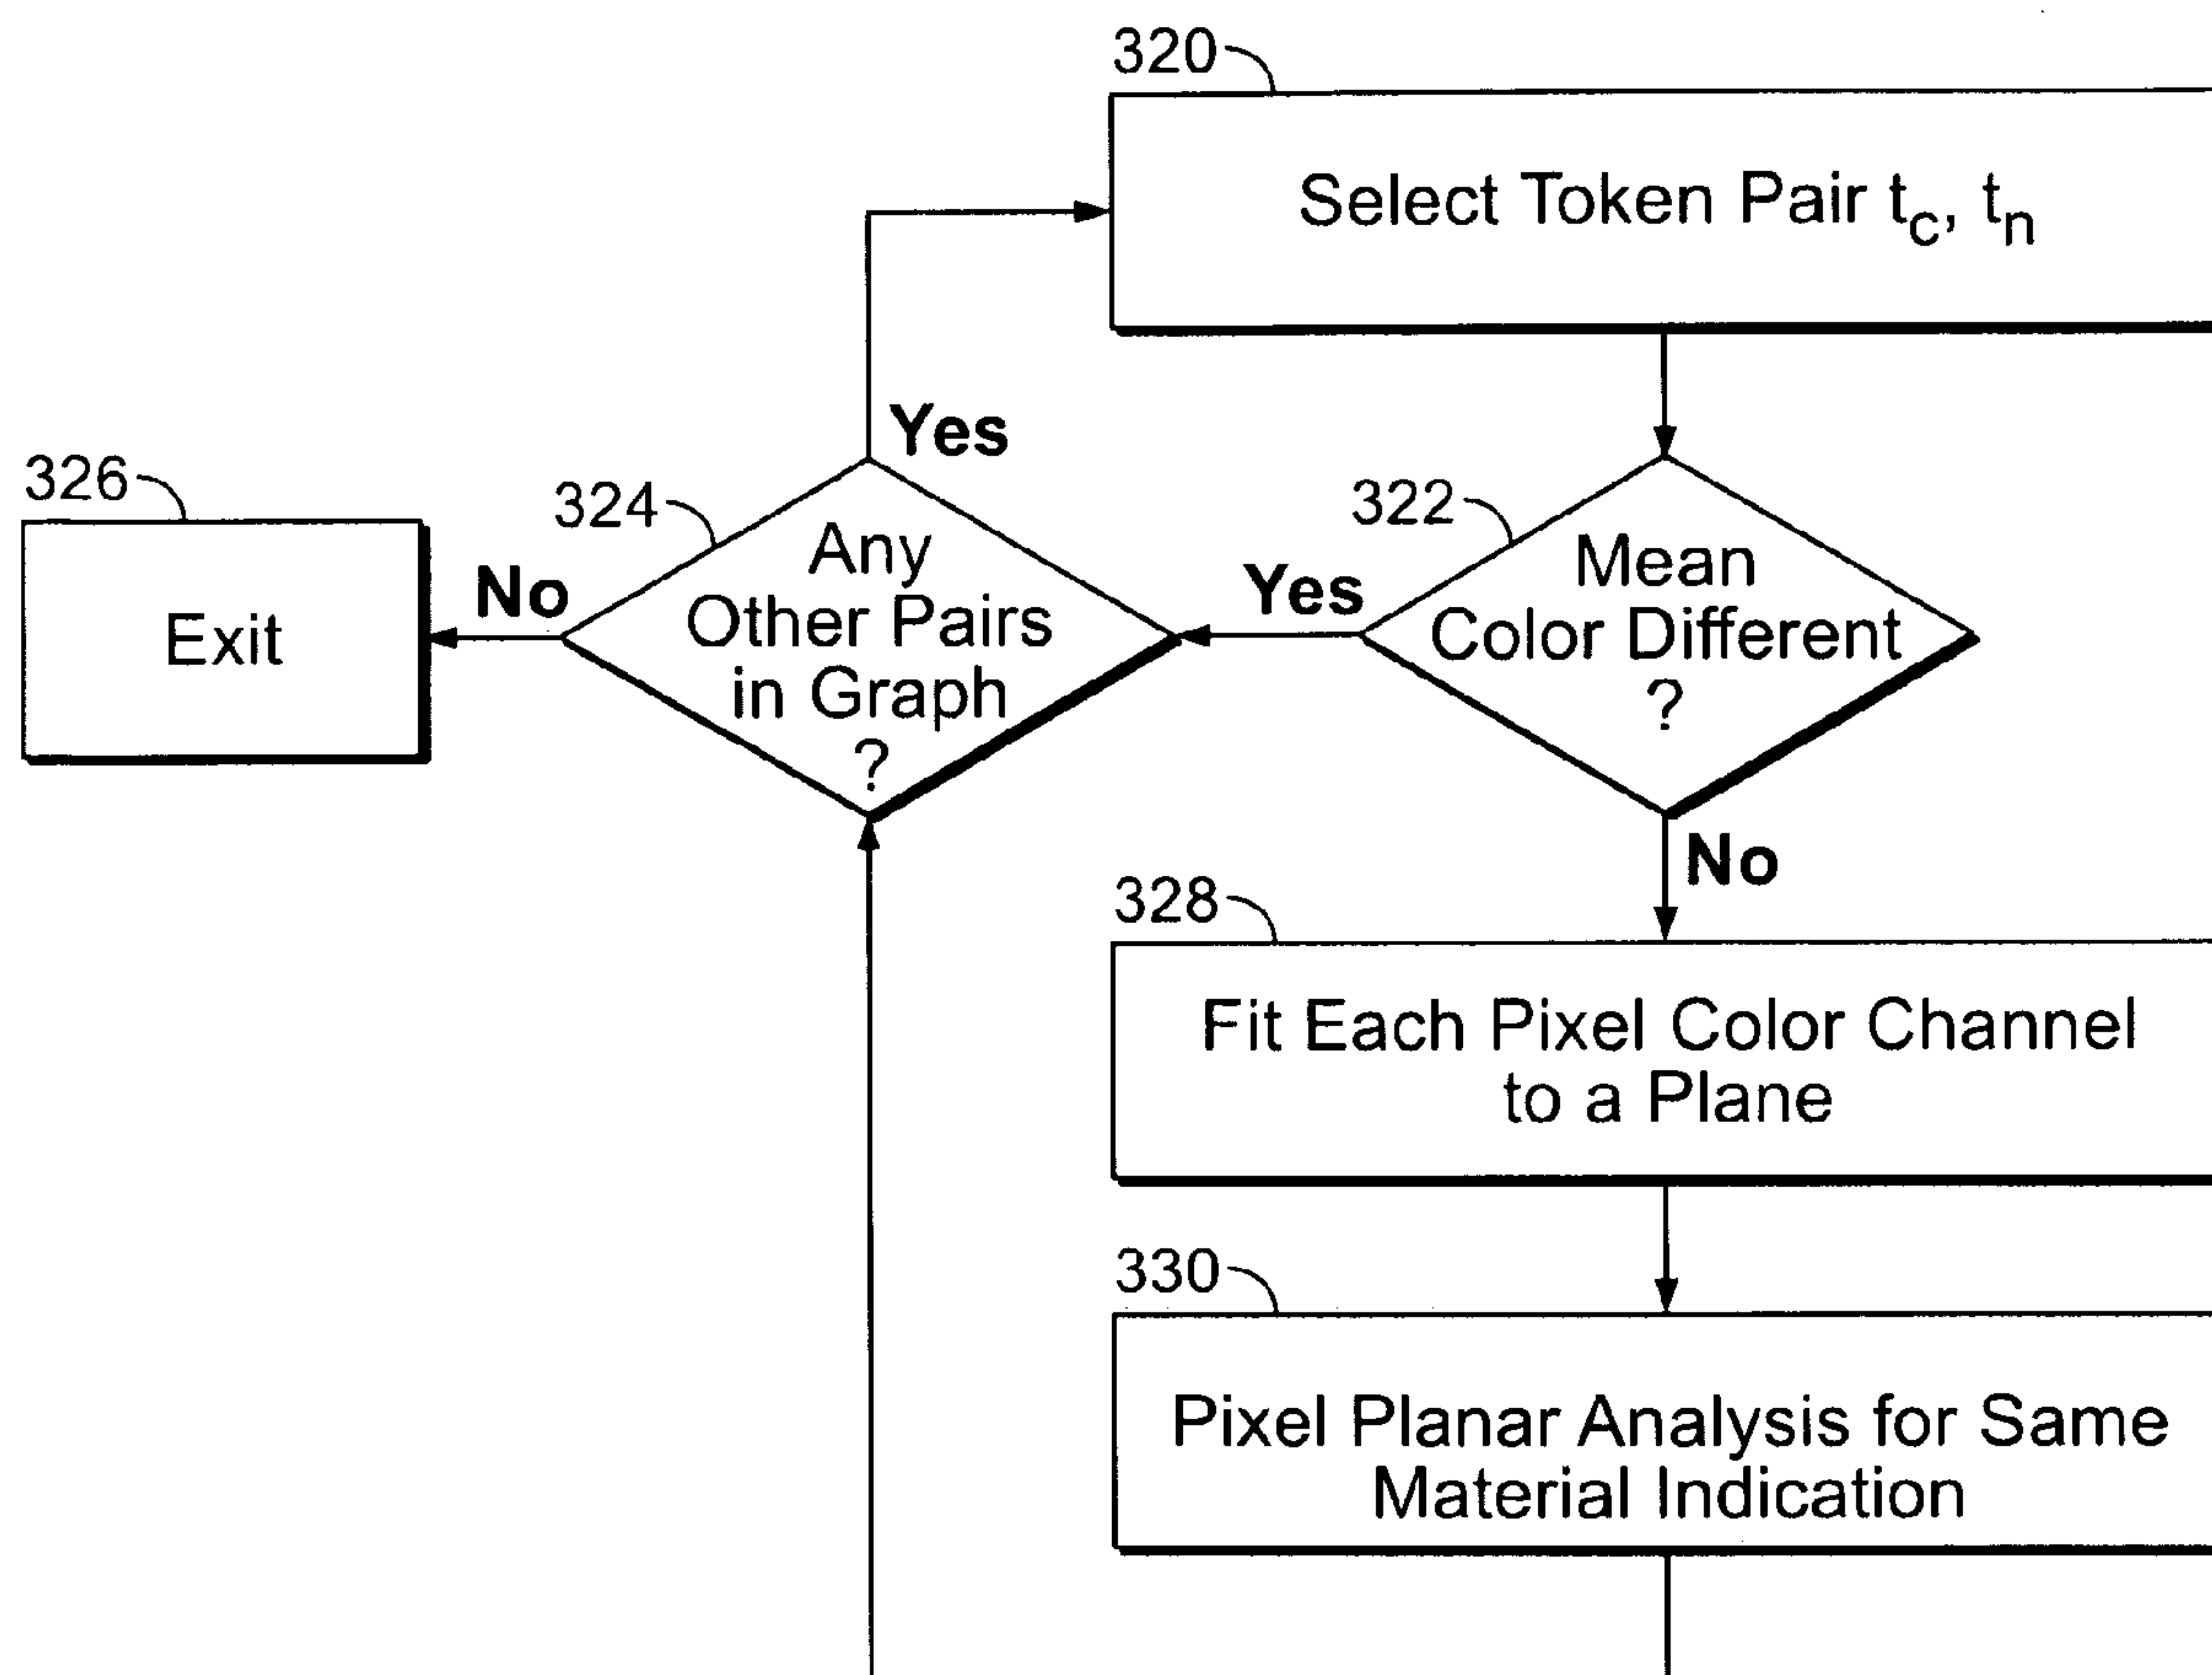 320
Select Token Pair tc, tn
Yes
326
324
322
Exit
No
Any
Other Pairs
in Graph
?
Yes
Mean
Color Different
?
No
328
Fit Each Pixel Color Channel
to a Plane
330
Pixel Planar Analysis for Same
Material Indication